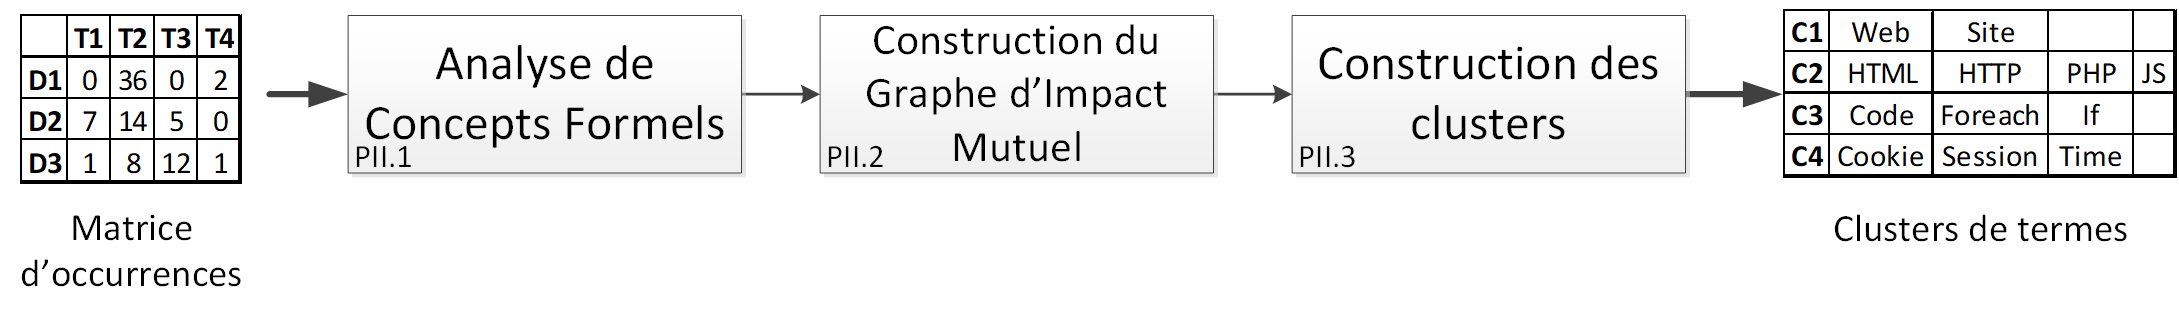 T1 T2 T3 T4
D1 0 36 0 2
D2 7 14 5 0
D3 1 8 12 1
Matrice
d'occurrences
Analyse de
Concepts Formels
PII.1
Construction du
Graphe d'Impact
Mutuel
PII.2
Construction des
clusters
PII.3
C1 Web Site
C2 HTML HTTP PHP JS
C3 Code Foreach If
C4 Cookie Session Time
Clusters de termes